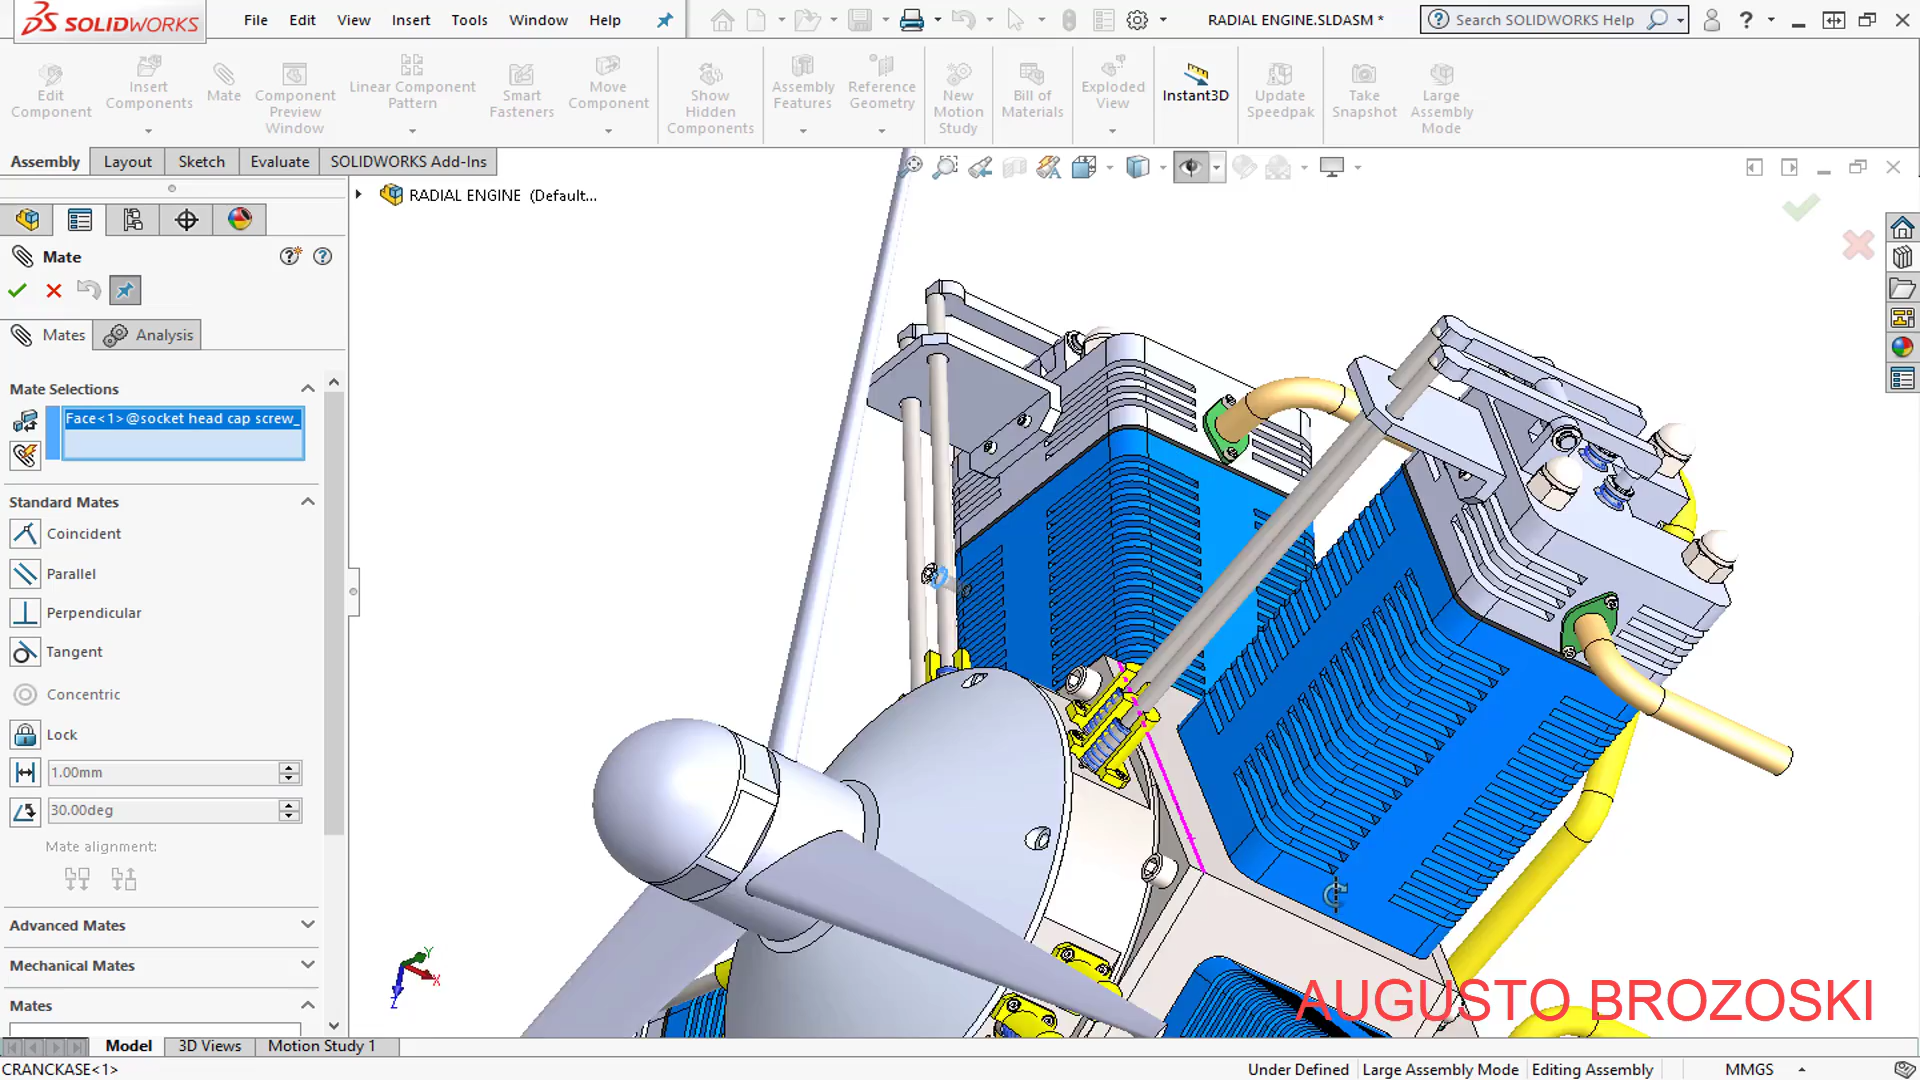 SOLIDWORKS
File Edit View Insert Tools Window Help
RADIAL ENGINE.SLDASM *
Search SOLIDWORKS Help
Edit Component
Insert Components
Mate
Component Preview Window
Linear Component Pattern
Smart Fasteners
Move Component
Show Hidden Components
Assembly Features
Reference Geometry
New Motion Study
Bill of Materials
Exploded View
Instant3D
Update Speedpak
Take Snapshot
Large Assembly Mode
Assembly Layout Sketch Evaluate SOLIDWORKS Add-Ins
RADIAL ENGINE (Default...
Mate
Mates Analysis
Mate Selections
Face<1>@socket head cap screw_
Standard Mates
Coincident
Parallel
Perpendicular
Tangent
Concentric
Lock
1.00mm
30.00deg
Mate alignment:
Advanced Mates
Mechanical Mates
Mates
Y
X
Z
AUGUSTO BROZOSKI
Model 3D Views Motion Study 1
CRANCKASE<1>
Under Defined Large Assembly Mode Editing Assembly MMGS